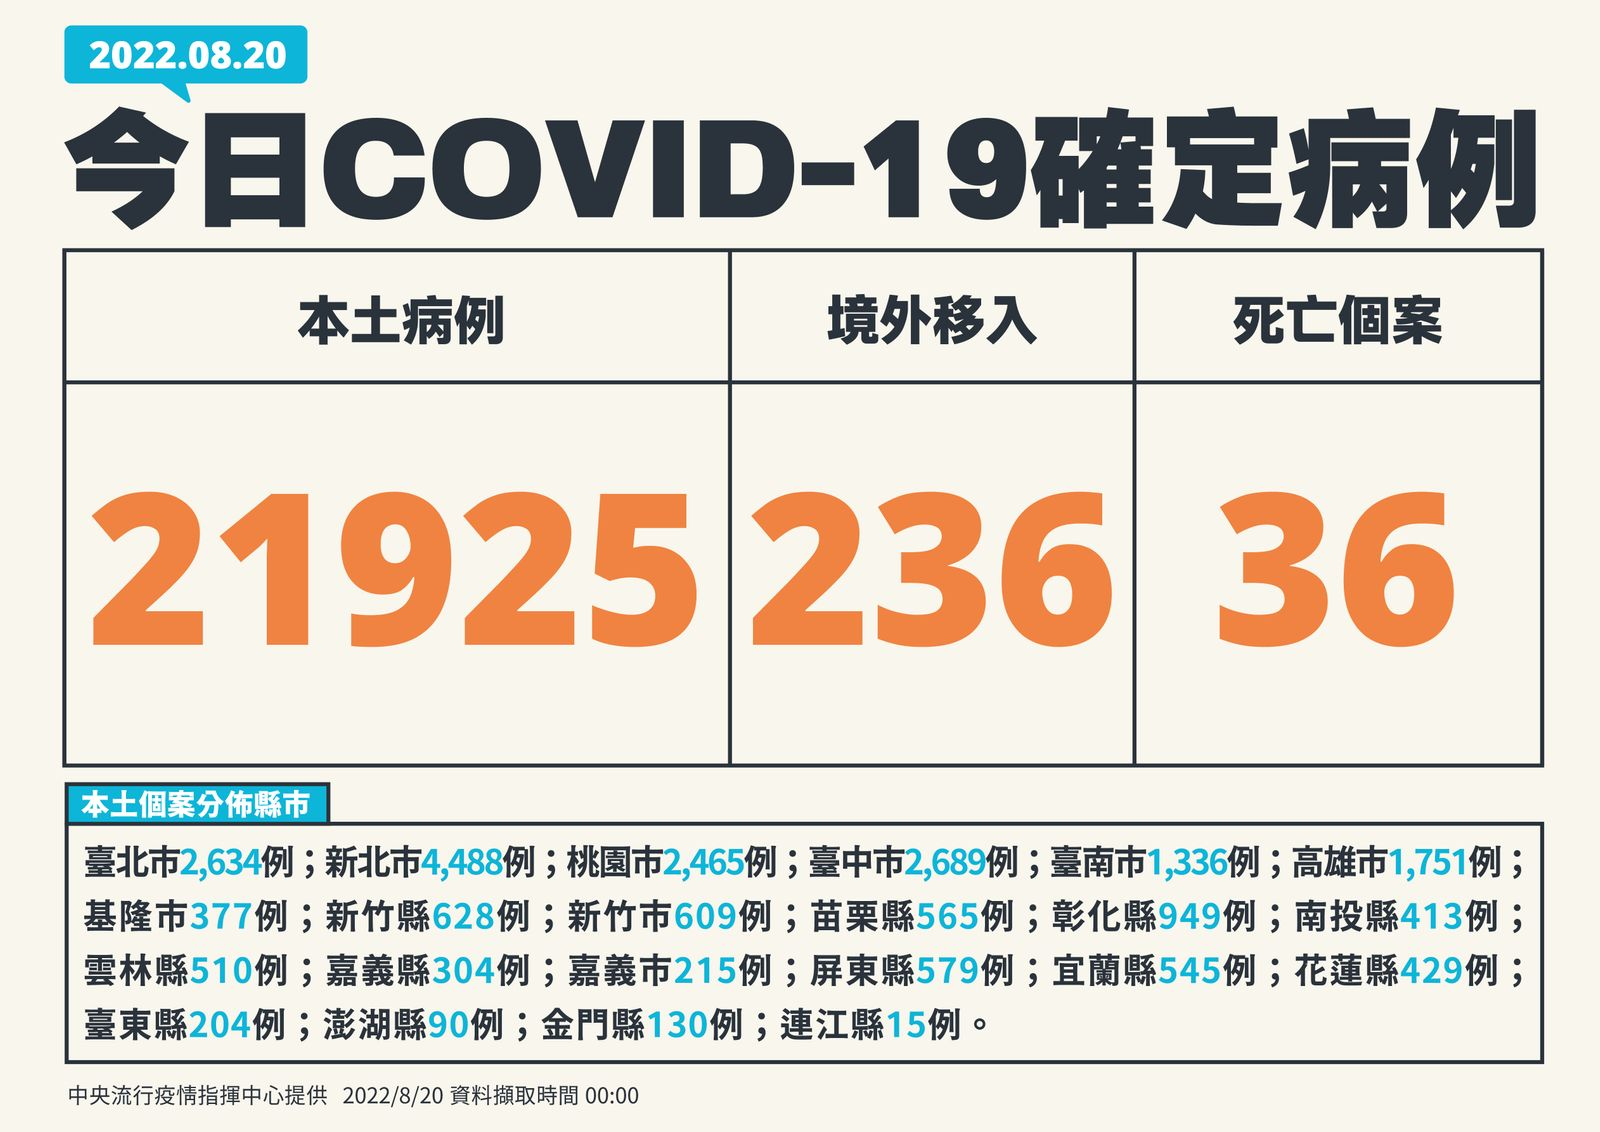 2022.08.20
今日COVID-19確定病例
本土病例 境外移入 死亡個案
21925 236 36
本土個案分佈縣市
臺北市2,634例；新北市4,488例；桃園市2,465例；臺中市2,689例；臺南市1,336例；高雄市1,751例；
基隆市377例；新竹縣628例；新竹市609例；苗栗縣565例；彰化縣949例；南投縣413例；
雲林縣510例；嘉義縣304例；嘉義市215例；屏東縣579例；宜蘭縣545例；花蓮縣429例；
臺東縣204例；澎湖縣90例；金門縣130例；連江縣15例。
中央流行疫情指揮中心提供 2022/8/20 資料擷取時間 00:00